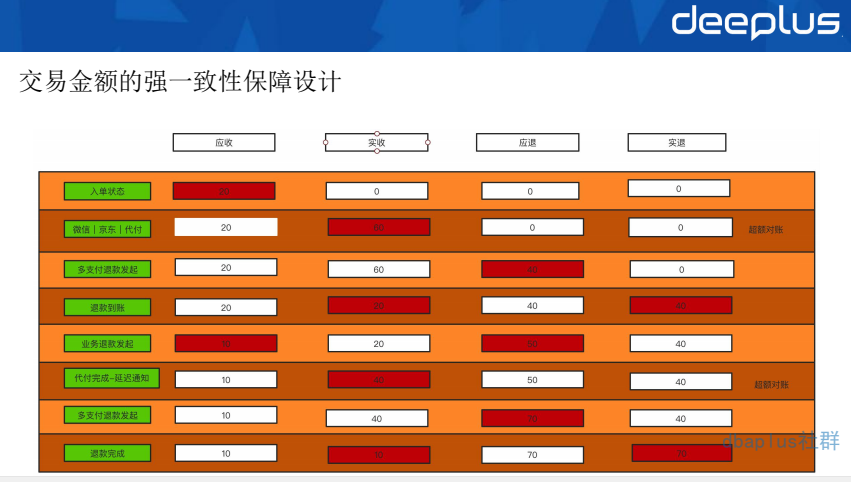 deeplus
交易金额的强一致性保障设计
应收 实收 应退 实退
入单状态 20 0 0 0
微信|京东|代付 20 60 0 0 超额对账
多支付退款发起 20 60 40 0
退款到账 20 20 40 40
业务退款发起 10 20 50 40
代付完成-延迟通知 10 40 50 40 超额对账
多支付退款发起 10 40 70 40
退款完成 10 10 70 70
dbaplus社群